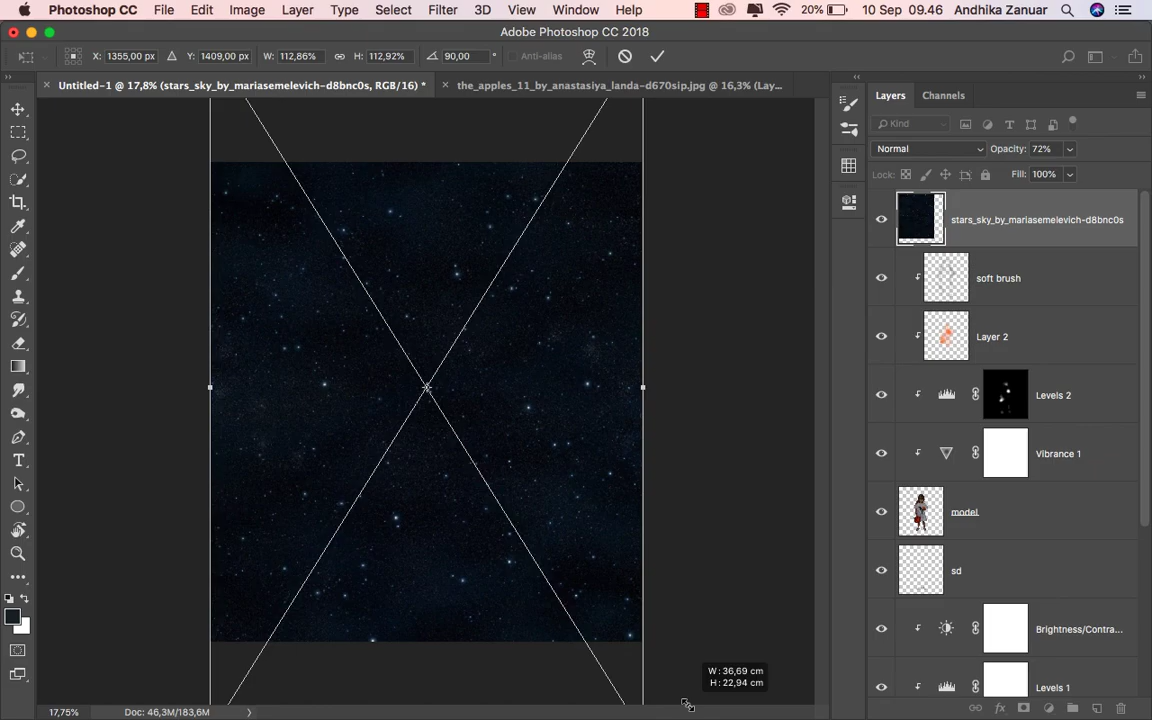 Photoshop CC File Edit Image Layer Type Select Filter 3D View Window Help 20% 10 Sep 09.46 Andhika Zanuar
Adobe Photoshop CC 2018
X: 1355,00 px Y: 1409,00 px W: 112,86% H: 112,92% 90,00 ° Anti-alias
Untitled-1 @ 17,8% (stars_sky_by_mariasemelevich-d8bnc0s, RGB/16) * the_apples_11_by_anastasiya_landa-d670sip.jpg @ 16,3% (Lay...
Layers Channels
Kind
Normal Opacity: 72%
Lock: Fill: 100%
stars_sky_by_mariasemelevich-d8bnc0s
soft brush
Layer 2
Levels 2
Vibrance 1
model
sd
Brightness/Contra...
W: 36,69 cm
H: 22,94 cm
Levels 1
17,75% Doc: 46,3M/183,6M